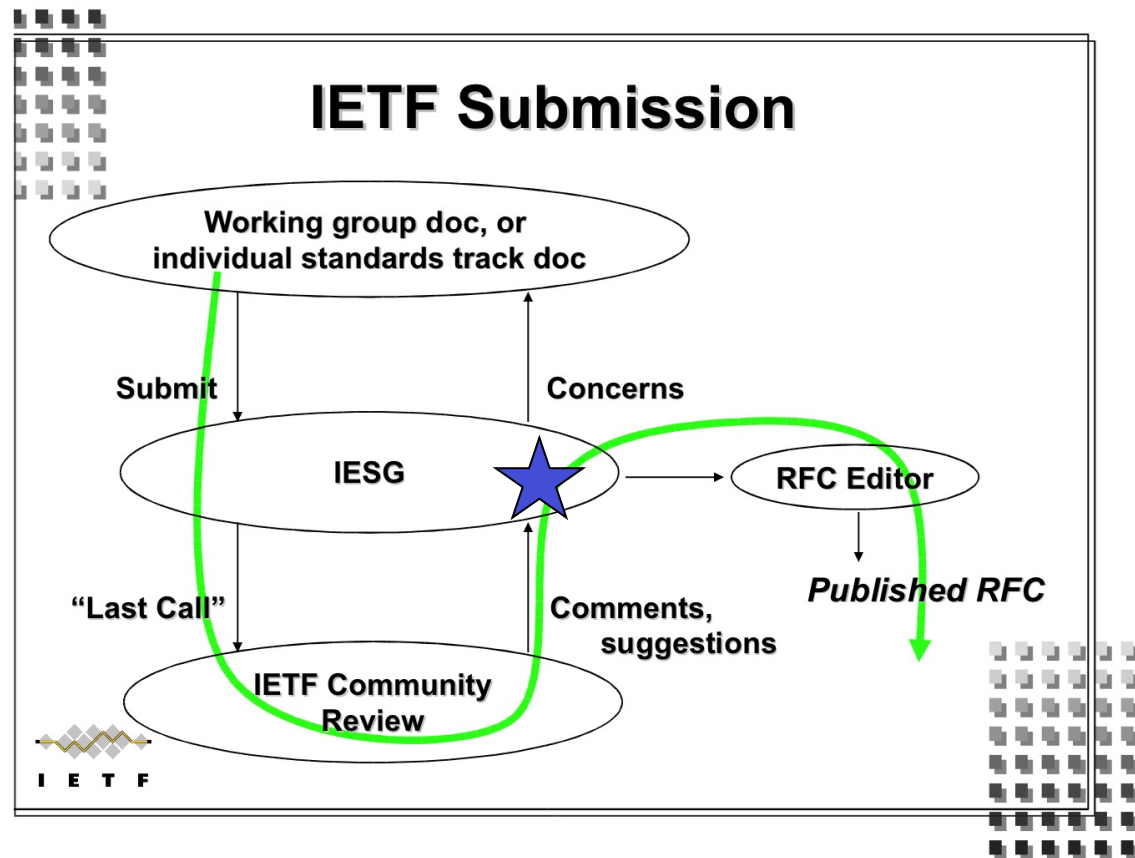 IETF Submission
Working group doc, or
individual standards track doc
Submit
Concerns
IESG
RFC Editor
Published RFC
“Last Call”
Comments,
suggestions
IETF Community
Review
I E T F